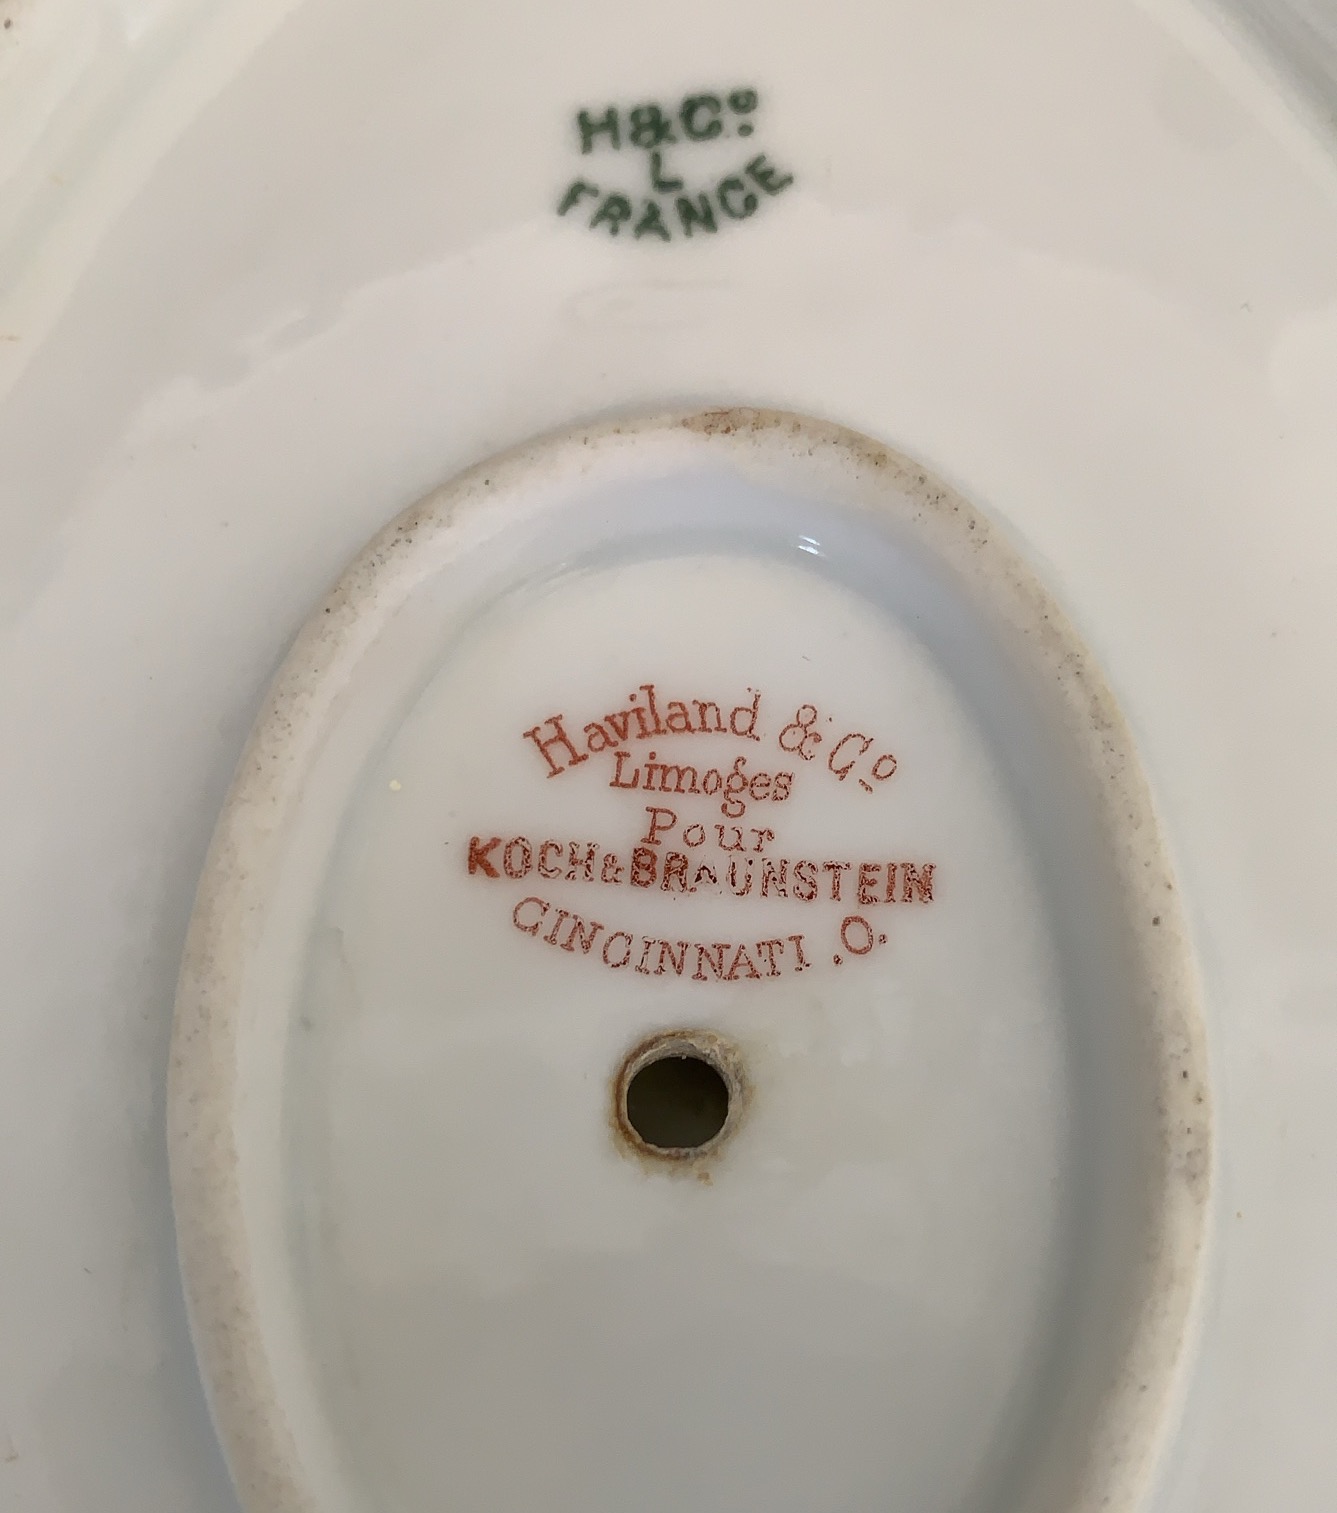 H&Co.
L
FRANCE
Haviland & Co.
Limoges
Pour
KOCH & BRAUNSTEIN
CINCINNATI .O.